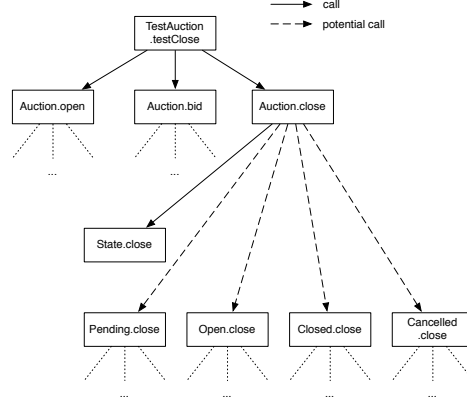 call
potential call
TestAuction
.testClose
Auction.open
Auction.bid
Auction.close
...
...
State.close
Pending.close
Open.close
Closed.close
Cancelled
.close
...
...
...
...